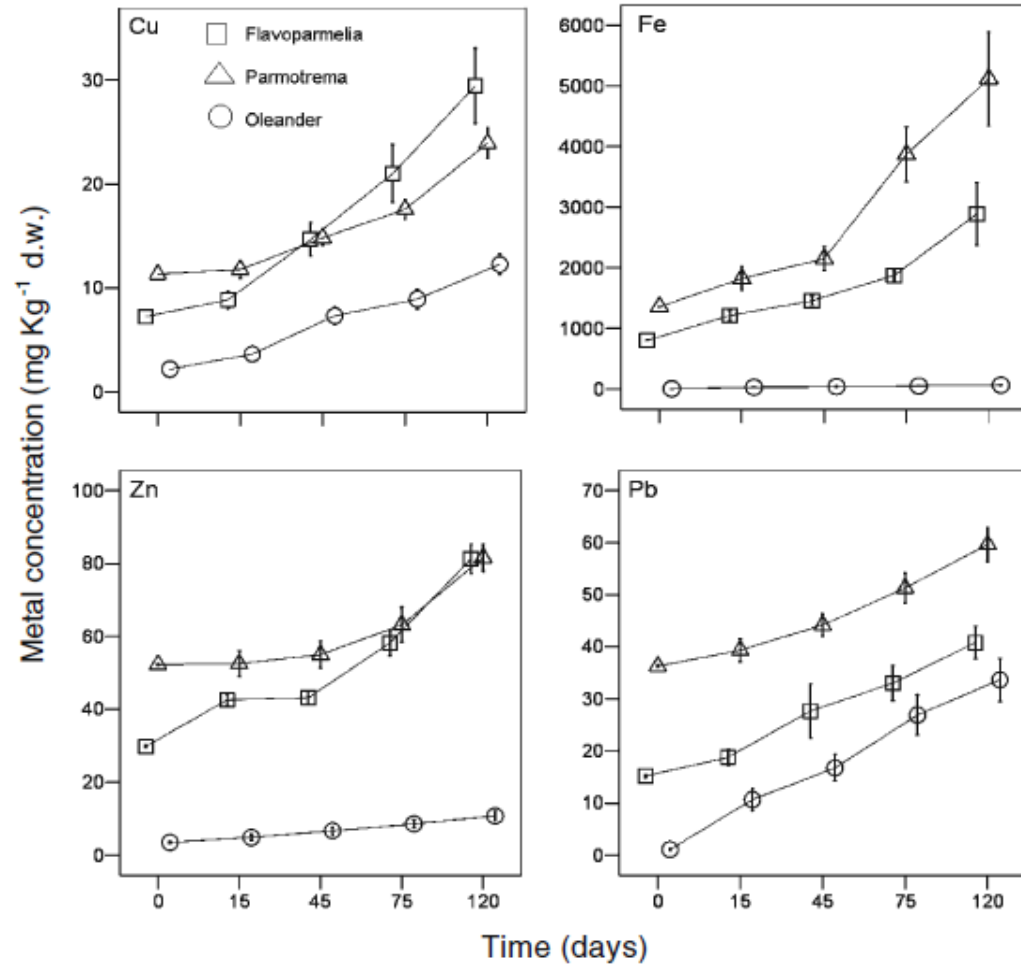 Cu
Flavoparmelia
Parmotrema
Oleander
30
20
10
0
Fe
6000
5000
4000
3000
2000
1000
0
Metal concentration (mg Kg⁻¹ d.w.)
Zn
100
80
60
40
20
0
0 15 45 75 120
Pb
70
60
50
40
30
20
10
0
0 15 45 75 120
Time (days)